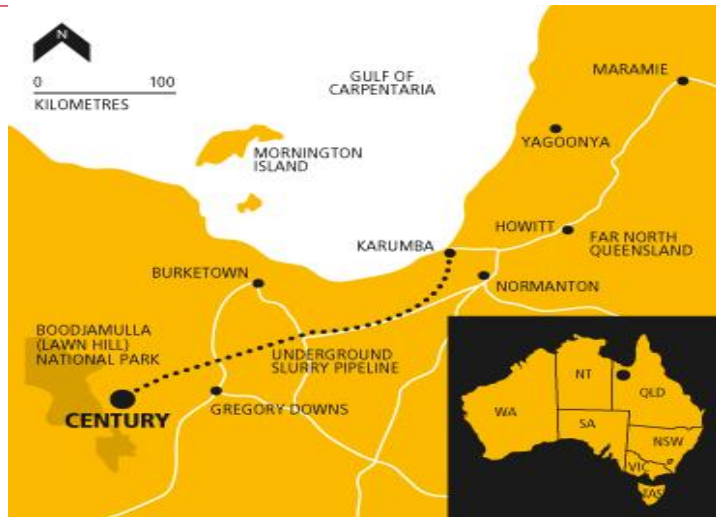 N
0 100
KILOMETRES
GULF OF
CARPENTARIA
MARAMIE
YAGOONYA
MORNINGTON
ISLAND
HOWITT
FAR NORTH
QUEENSLAND
KARUMBA
BURKETOWN
NORMANTON
BOODJAMULLA
(LAWN HILL)
NATIONAL PARK
UNDERGROUND
SLURRY PIPELINE
CENTURY
GREGORY DOWNS
NT
QLD
WA
SA
NSW
VIC
TAS